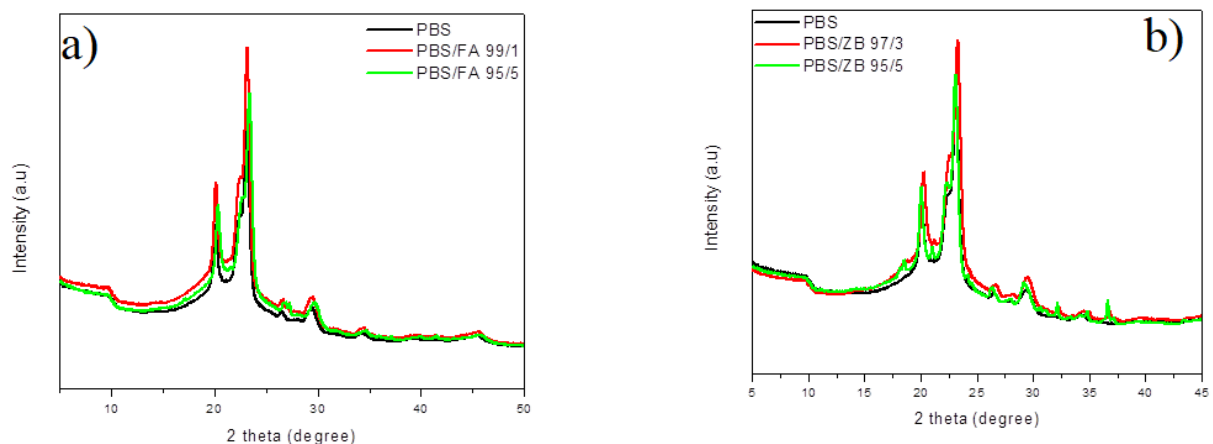 a)
PBS
PBS/FA 99/1
PBS/FA 95/5
Intensity (a.u)
10 20 30 40 50
2 theta (degree)
b)
PBS
PBS/ZB 97/3
PBS/ZB 95/5
Intensity (a.u)
5 10 15 20 25 30 35 40 45
2 theta (degree)